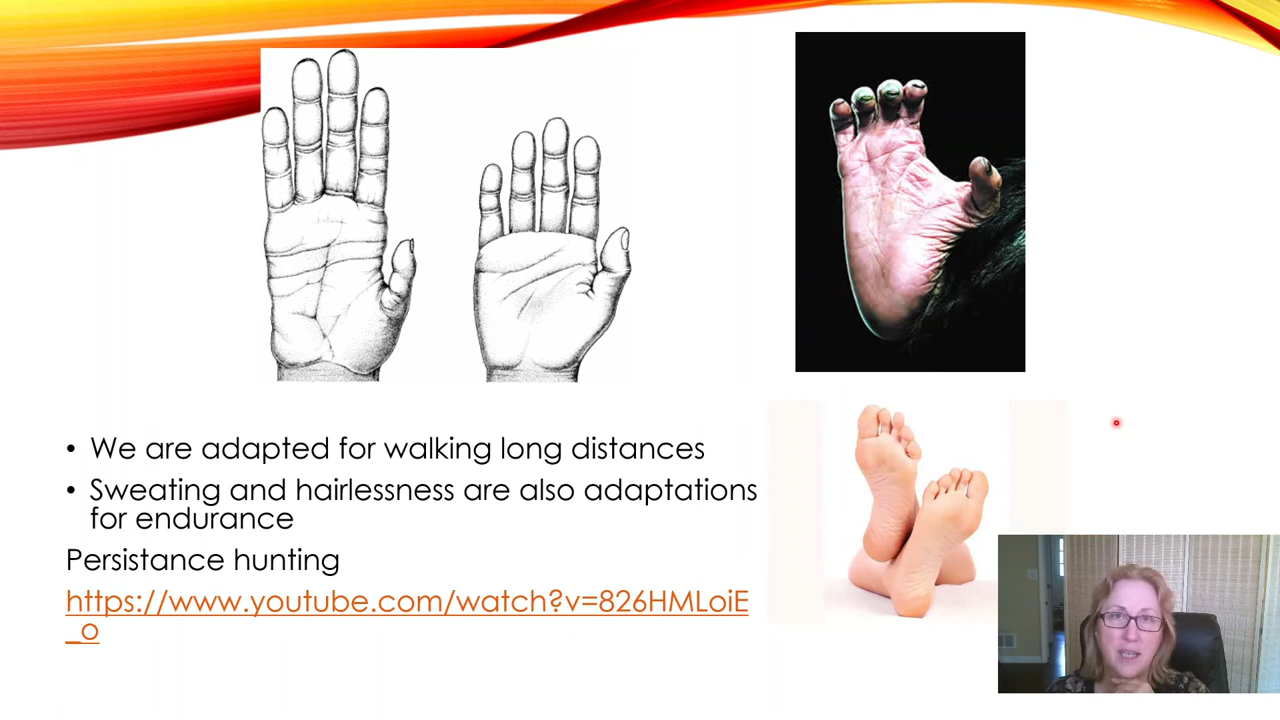 • We are adapted for walking long distances
• Sweating and hairlessness are also adaptations
for endurance
Persistance hunting
https://www.youtube.com/watch?v=826HMLoiE
_o